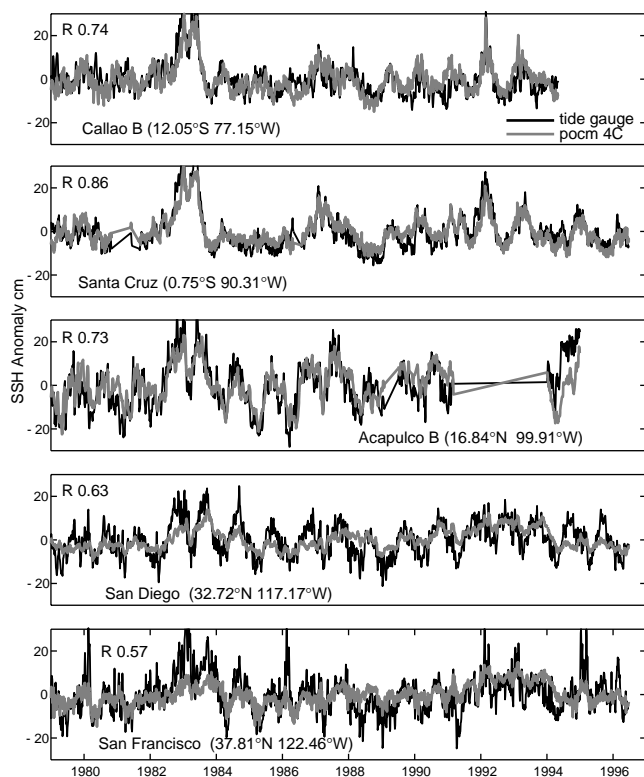 R 0.74
20
0
- 20
Callao B (12.05°S 77.15°W)
tide gauge
pocm 4C
R 0.86
20
0
- 20
Santa Cruz (0.75°S 90.31°W)
SSH Anomaly cm
R 0.73
20
0
- 20
Acapulco B (16.84°N 99.91°W)
R 0.63
20
0
- 20
San Diego (32.72°N 117.17°W)
R 0.57
20
0
- 20
San Francisco (37.81°N 122.46°W)
1980 1982 1984 1986 1988 1990 1992 1994 1996